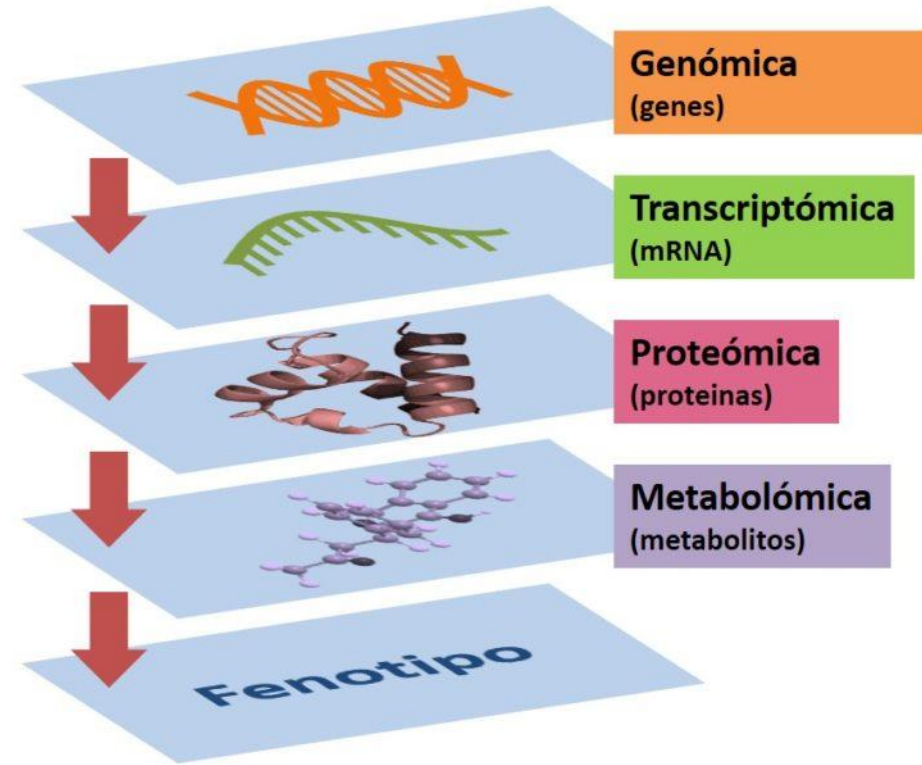 Genómica
(genes)
Transcriptómica
(mRNA)
Proteómica
(proteinas)
Metabolómica
(metabolitos)
Fenotipo